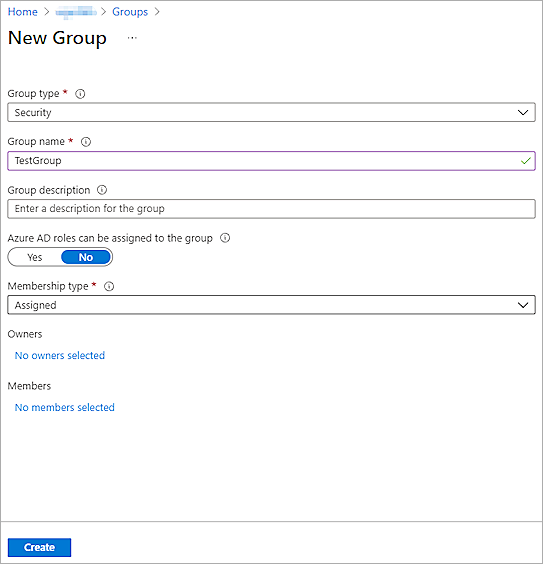 Home > > Groups >
New Group ...
Group type *
Security
Group name *
TestGroup
Group description
Enter a description for the group
Azure AD roles can be assigned to the group
Yes No
Membership type *
Assigned
Owners
No owners selected
Members
No members selected
Create